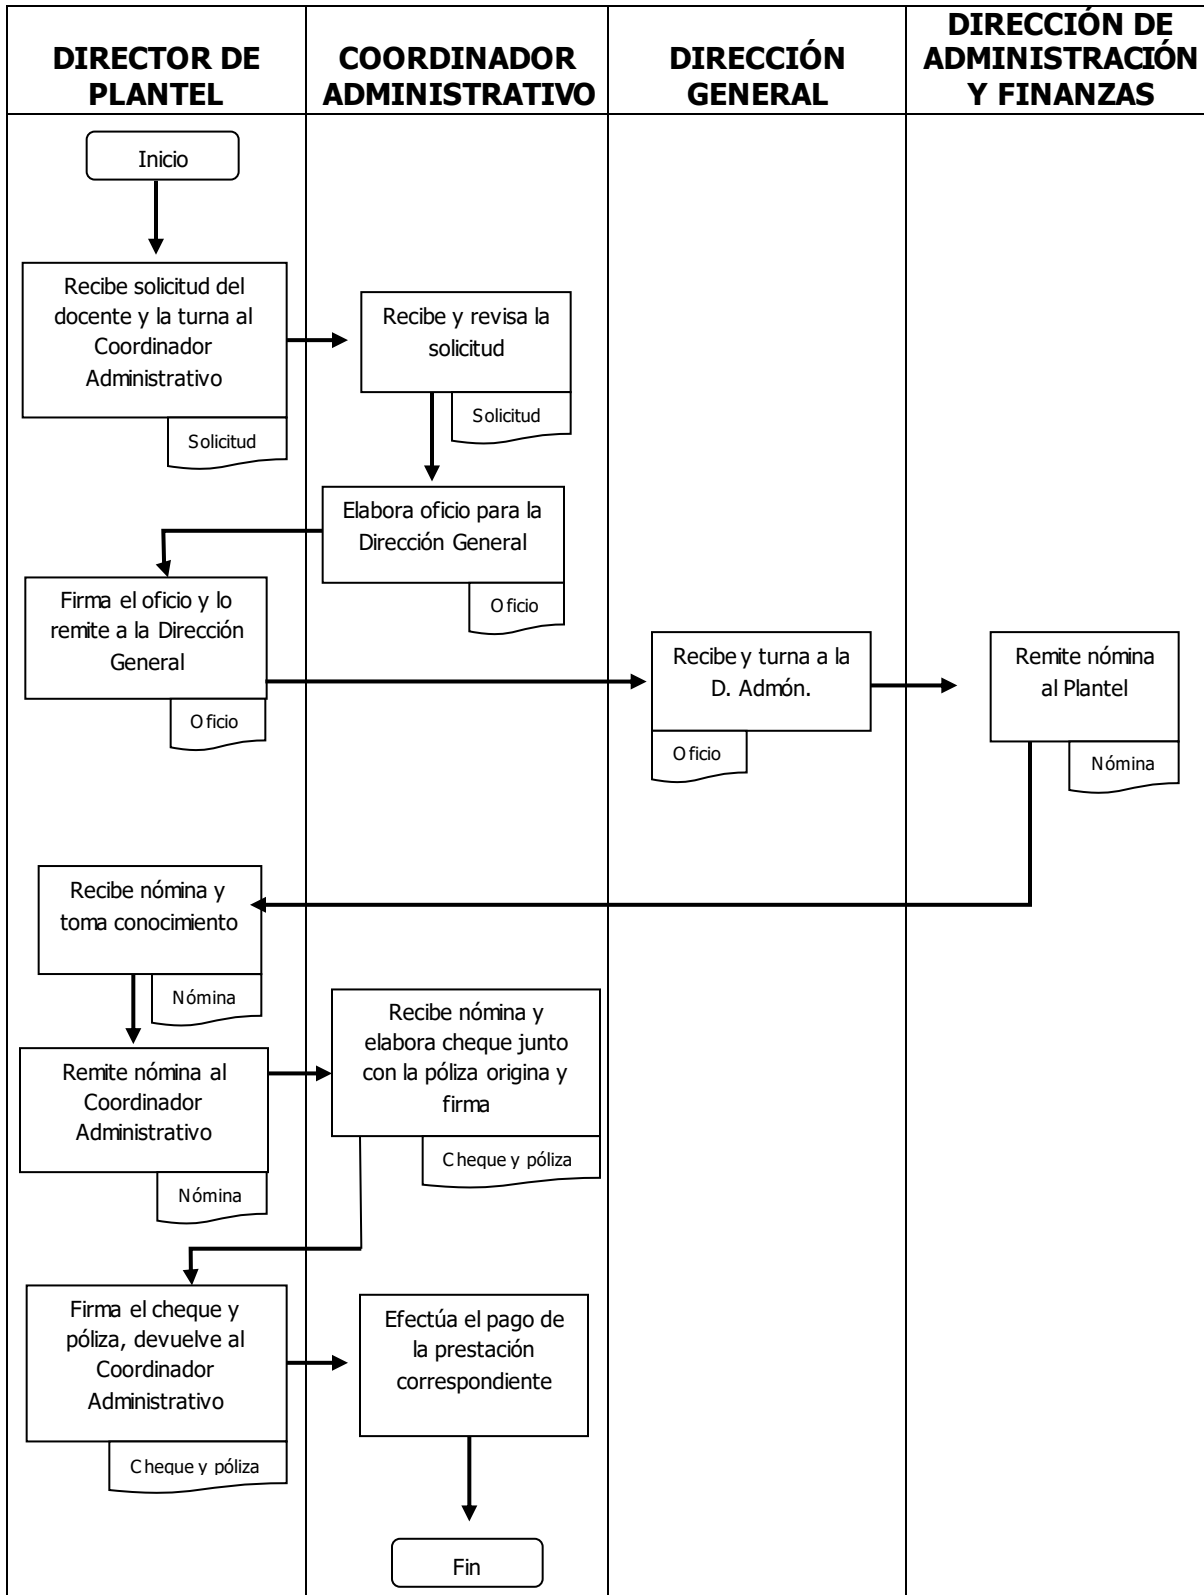 DIRECTOR DE
PLANTEL
COORDINADOR
ADMINISTRATIVO
DIRECCIÓN
GENERAL
DIRECCIÓN DE
ADMINISTRACIÓN
Y FINANZAS
Inicio
Recibe solicitud del
docente y la turna al
Coordinador
Administrativo
Solicitud
Recibe y revisa la
solicitud
Solicitud
Elabora oficio para la
Dirección General
Oficio
Firma el oficio y lo
remite a la Dirección
General
Oficio
Recibe y turna a la
D. Admón.
Oficio
Remite nómina
al Plantel
Nómina
Recibe nómina y
toma conocimiento
Nómina
Remite nómina al
Coordinador
Administrativo
Nómina
Recibe nómina y
elabora cheque junto
con la póliza origina y
firma
Cheque y póliza
Firma el cheque y
póliza, devuelve al
Coordinador
Administrativo
Cheque y póliza
Efectúa el pago de
la prestación
correspondiente
Fin